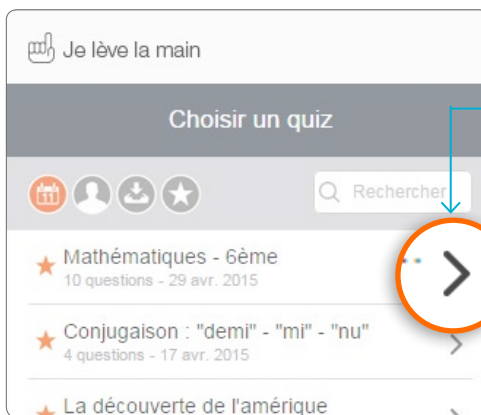 Je lève la main
Choisir un quiz
11
Rechercher
Mathématiques - 6ème
10 questions - 29 avr. 2015
Conjugaison : "demi" - "mi" - "nu"
4 questions - 17 avr. 2015
La découverte de l'amérique